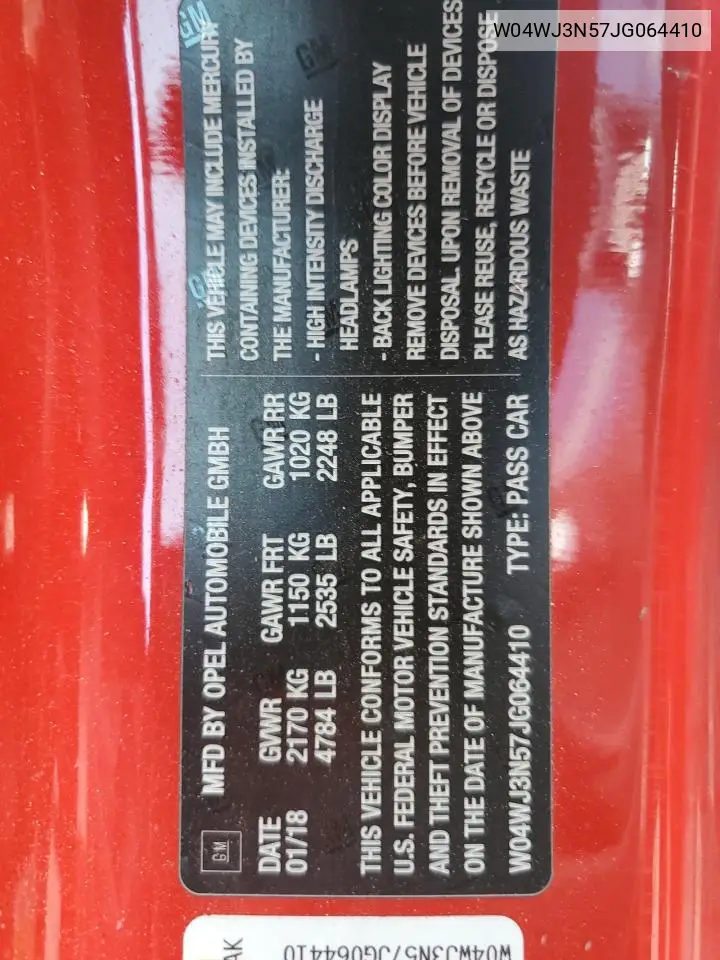 W04WJ3N57JG064410
GM
MFD BY OPEL AUTOMOBILE GMBH
DATE GVWR GAWR FRT GAWR RR
01/18 2170 KG 1150 KG 1020 KG
4784 LB 2535 LB 2248 LB
THIS VEHICLE CONFORMS TO ALL APPLICABLE
U.S. FEDERAL MOTOR VEHICLE SAFETY, BUMPER
AND THEFT PREVENTION STANDARDS IN EFFECT
ON THE DATE OF MANUFACTURE SHOWN ABOVE
W04WJ3N57JG064410 TYPE: PASS CAR
THIS VEHICLE MAY INCLUDE MERCURY
CONTAINING DEVICES INSTALLED BY
THE MANUFACTURER:
- HIGH INTENSITY DISCHARGE
HEADLAMPS
- BACK LIGHTING COLOR DISPLAY
REMOVE DEVICES BEFORE VEHICLE
DISPOSAL. UPON REMOVAL OF DEVICES
PLEASE REUSE, RECYCLE OR DISPOSE
AS HAZARDOUS WASTE
GM
GM
AK
W04WJ3N57JG064410